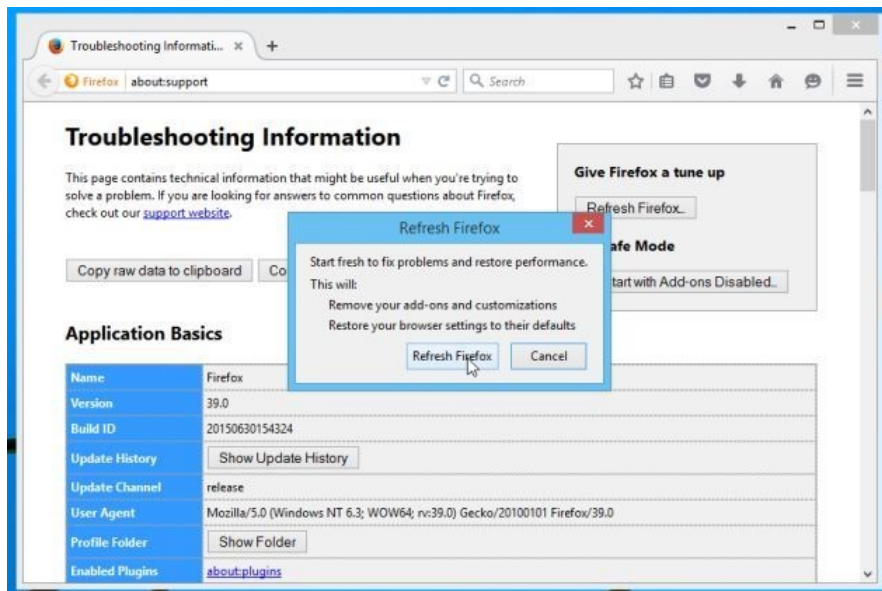 Troubleshooting Informati...
Firefox about:support
Search
Troubleshooting Information
This page contains technical information that might be useful when you're trying to
solve a problem. If you are looking for answers to common questions about Firefox,
check out our support website.
Give Firefox a tune up
Refresh Firefox...
afe Mode
tart with Add-ons Disabled...
Copy raw data to clipboard Co
Refresh Firefox
Start fresh to fix problems and restore performance.
This will:
Remove your add-ons and customizations
Restore your browser settings to their defaults
Refresh Firefox Cancel
Application Basics
Name Firefox
Version 39.0
Build ID 20150630154324
Update History Show Update History
Update Channel release
User Agent Mozilla/5.0 (Windows NT 6.3; WOW64; rv:39.0) Gecko/20100101 Firefox/39.0
Profile Folder Show Folder
Enabled Plugins about:plugins